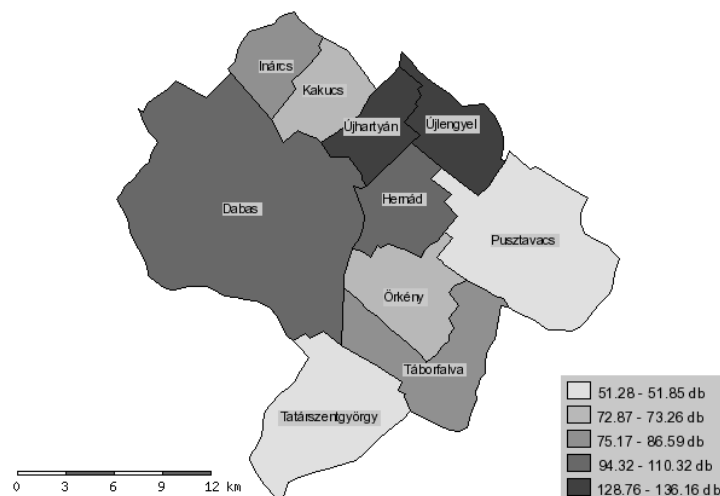 Inárcs
Kakucs
Újhartyán
Újlengyel
Dabas
Hernád
Pusztavacs
Örkény
Táborfalva
Tatárszentgyörgy
51.28 - 51.85 db
72.87 - 73.26 db
75.17 - 86.59 db
94.32 - 110.32 db
128.76 - 136.16 db
0 3 6 9 12 km